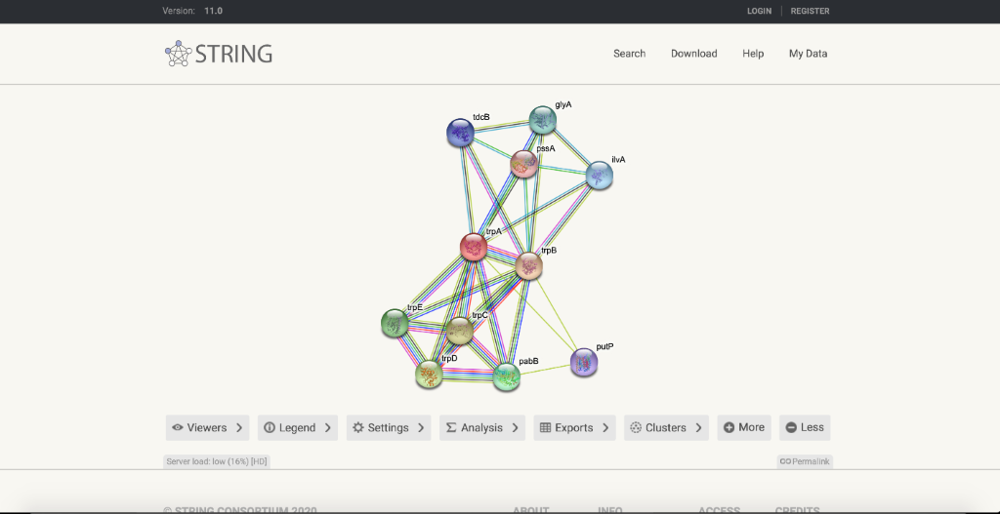 Version: 11.0 LOGIN REGISTER
STRING Search Download Help My Data
glyA
tdcB
pssA
ilvA
trpA
trpB
trpE
trpC
putP
trpD
pabB
Viewers Legend Settings Analysis Exports Clusters More Less
Server load: low (16%) [HD] Permalink
© STRING CONSORTIUM 2020 ABOUT INFO ACCESS CREDITS